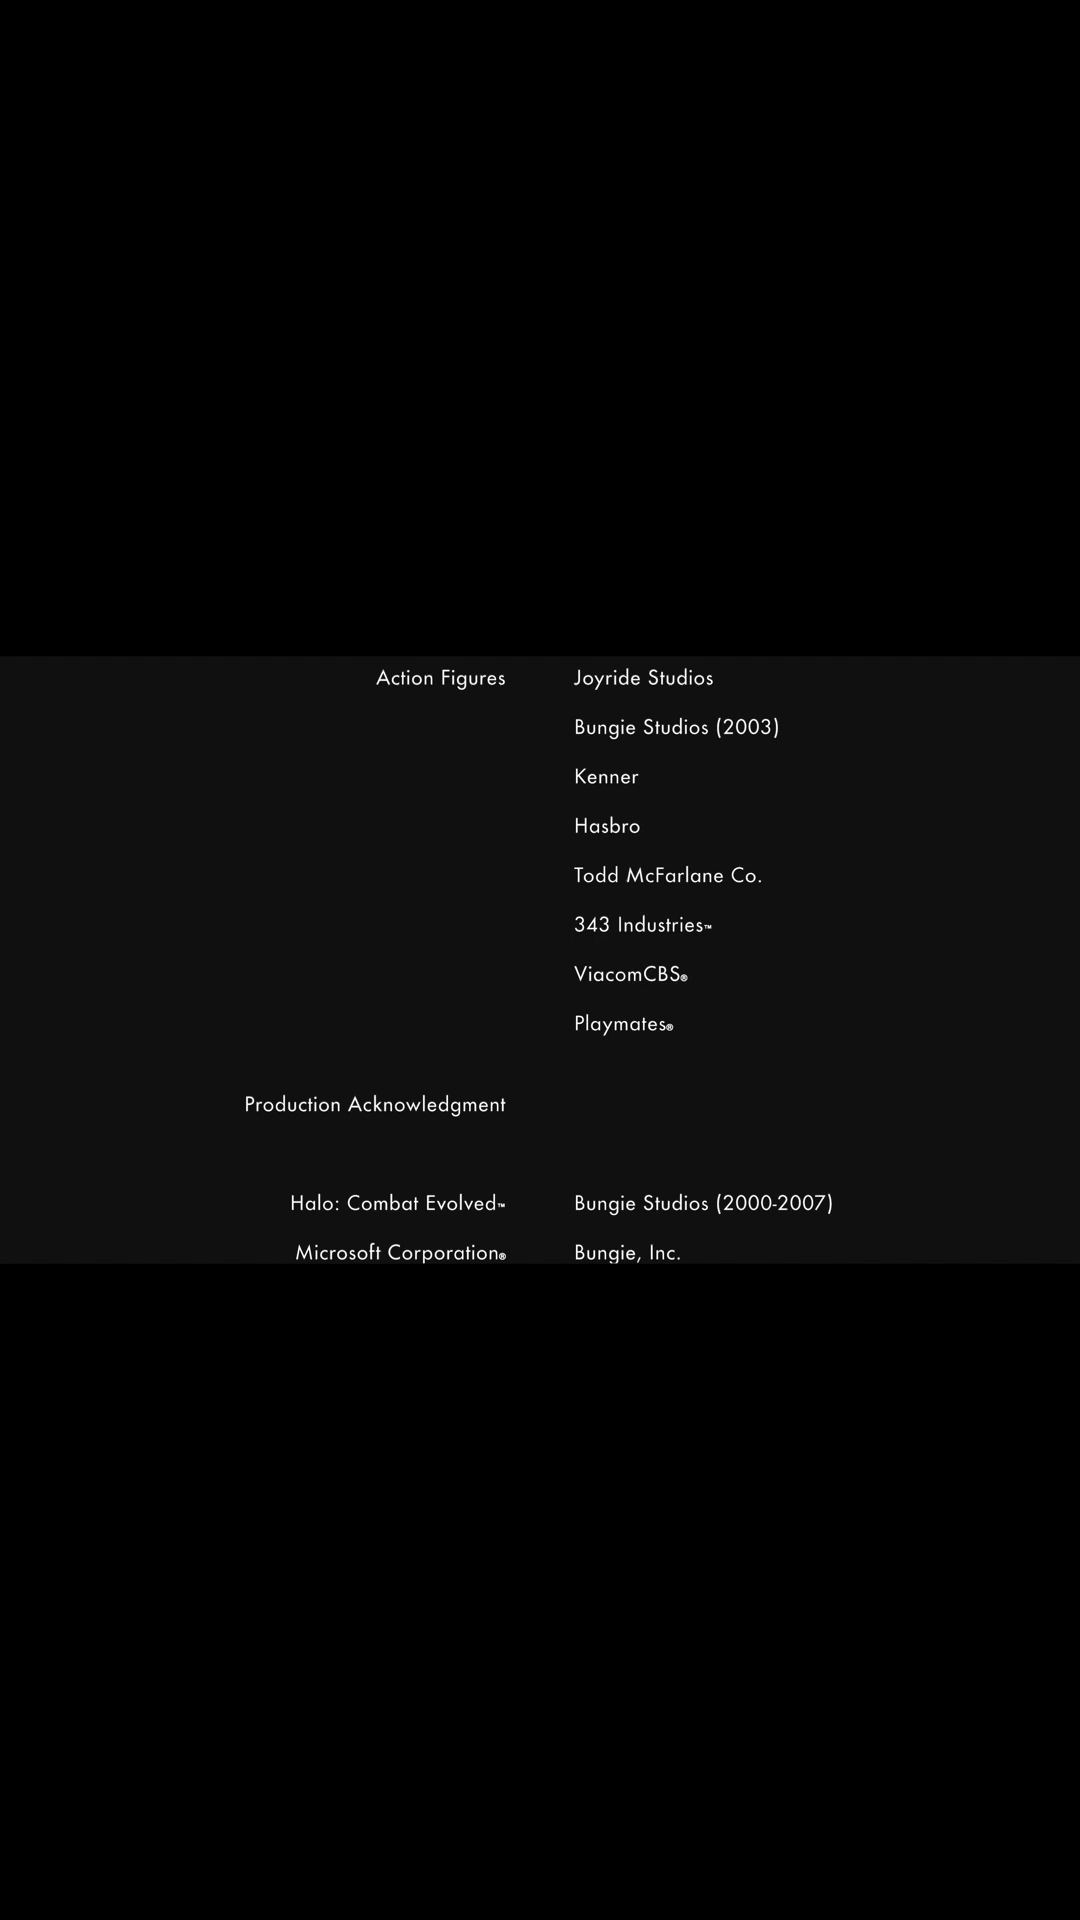 Action Figures Joyride Studios
Bungie Studios (2003)
Kenner
Hasbro
Todd McFarlane Co.
343 Industries™
ViacomCBS®
Playmates®
Production Acknowledgment
Halo: Combat Evolved™ Bungie Studios (2000-2007)
Microsoft Corporation® Bungie, Inc.